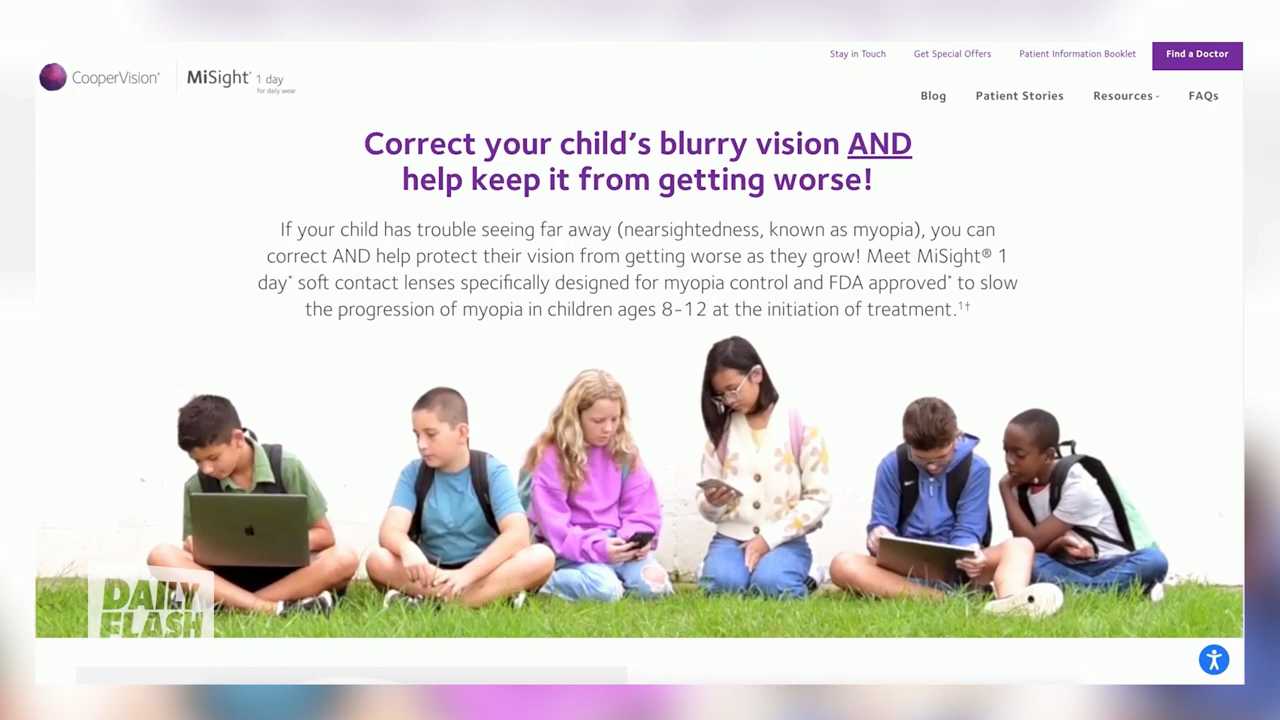 Stay in Touch
Get Special Offers
Patient Information Booklet
Find a Doctor
CooperVision®
MiSight® 1 day
for daily wear
Blog
Patient Stories
Resources
FAQs
Correct your child's blurry vision AND
help keep it from getting worse!
If your child has trouble seeing far away (nearsightedness, known as myopia), you can
correct AND help protect their vision from getting worse as they grow! Meet MiSight® 1
day* soft contact lenses specifically designed for myopia control and FDA approved* to slow
the progression of myopia in children ages 8-12 at the initiation of treatment.1†
DAILY
FLASH